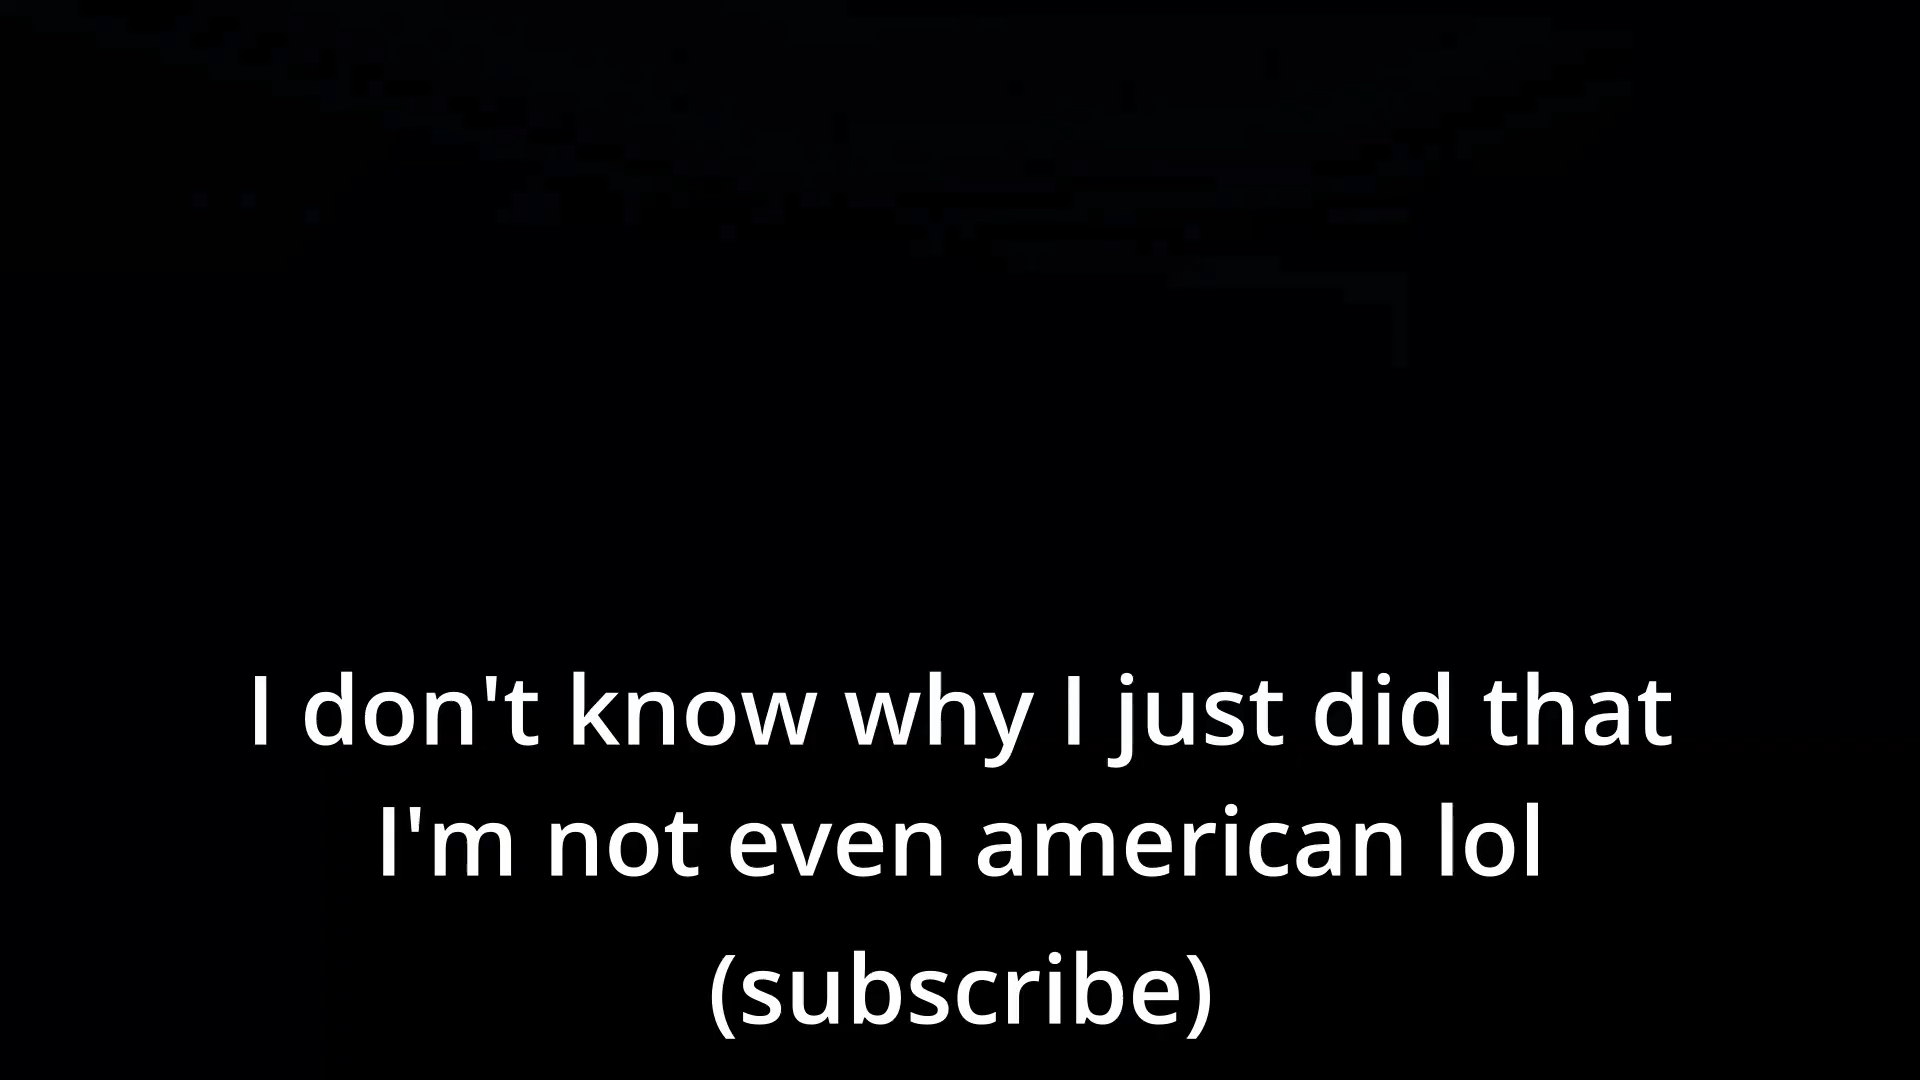 I don't know why I just did that
I'm not even american lol
(subscribe)